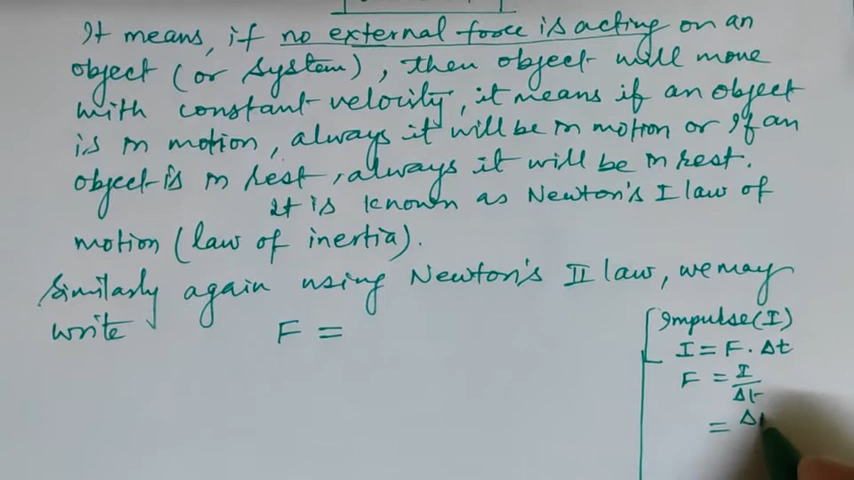 It means, if no external force is acting on an
object (or system), then object will move
with constant velocity, it means if an object
is in motion, always it will be in motion or If an
object is in rest, always it will be in rest.
It is known as Newton's I law of
motion (law of inertia).
Similarly again using Newton's II law, we may
write F =
Impulse(I)
I = F . Δt
F = I/Δt
= Δ